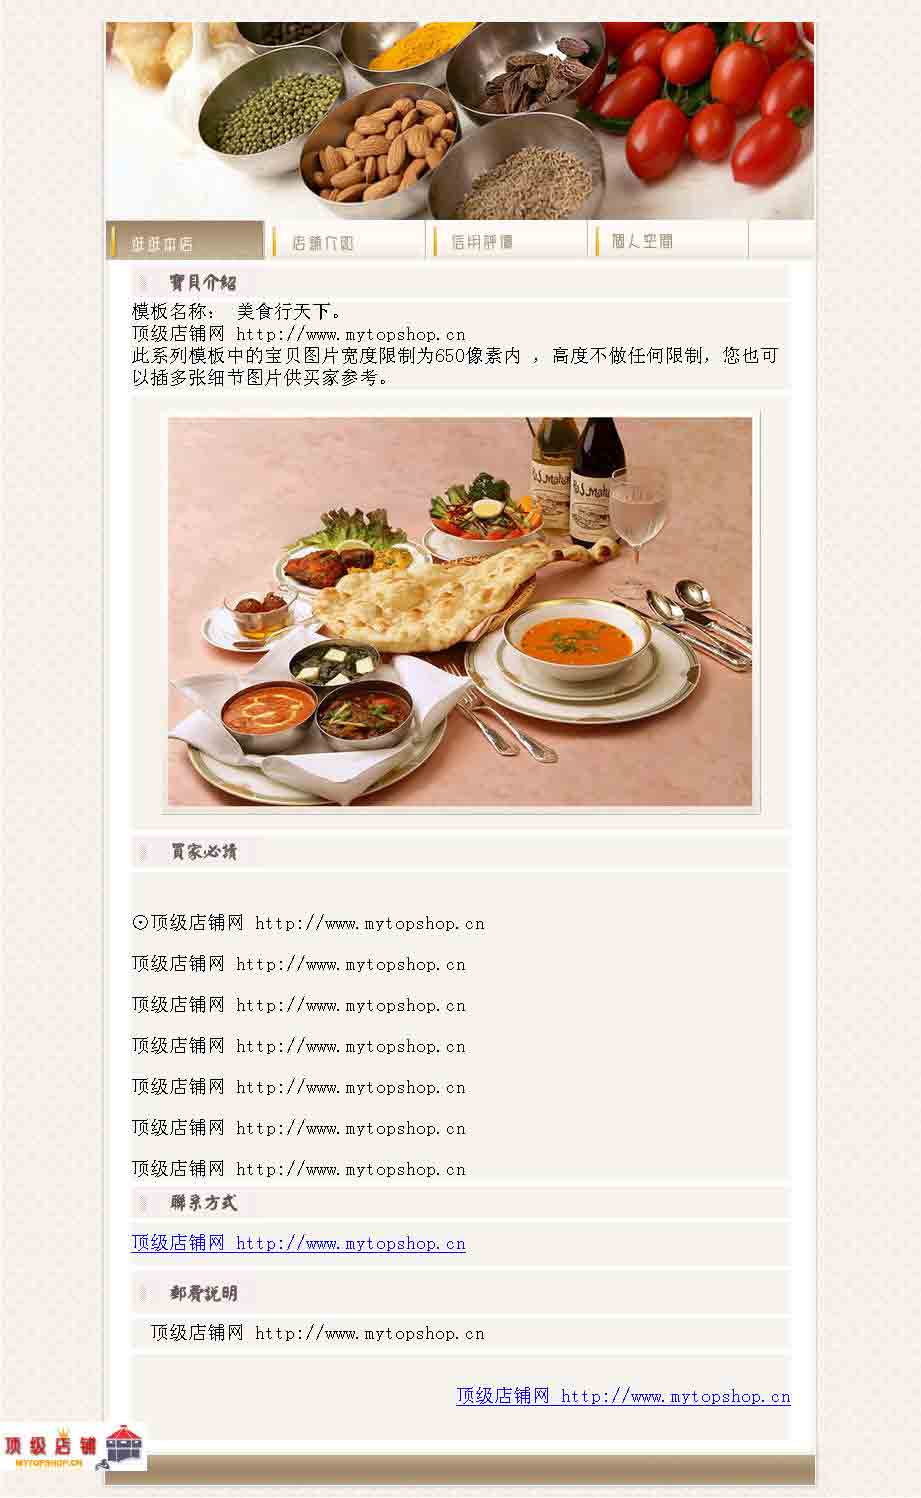 逛逛本店 店鋪介紹 信用評價 個人空間
寶貝介紹
模板名称： 美食行天下。
顶级店铺网 http://www.mytopshop.cn
此系列模板中的宝贝图片宽度限制为650像素内 ，高度不做任何限制，您也可
以插多张细节图片供买家参考。
買家必讀
⊙顶级店铺网 http://www.mytopshop.cn
顶级店铺网 http://www.mytopshop.cn
顶级店铺网 http://www.mytopshop.cn
顶级店铺网 http://www.mytopshop.cn
顶级店铺网 http://www.mytopshop.cn
顶级店铺网 http://www.mytopshop.cn
顶级店铺网 http://www.mytopshop.cn
聯系方式
顶级店铺网 http://www.mytopshop.cn
郵費説明
顶级店铺网 http://www.mytopshop.cn
顶级店铺网 http://www.mytopshop.cn
顶级店铺
MYTOPSHOP.CN